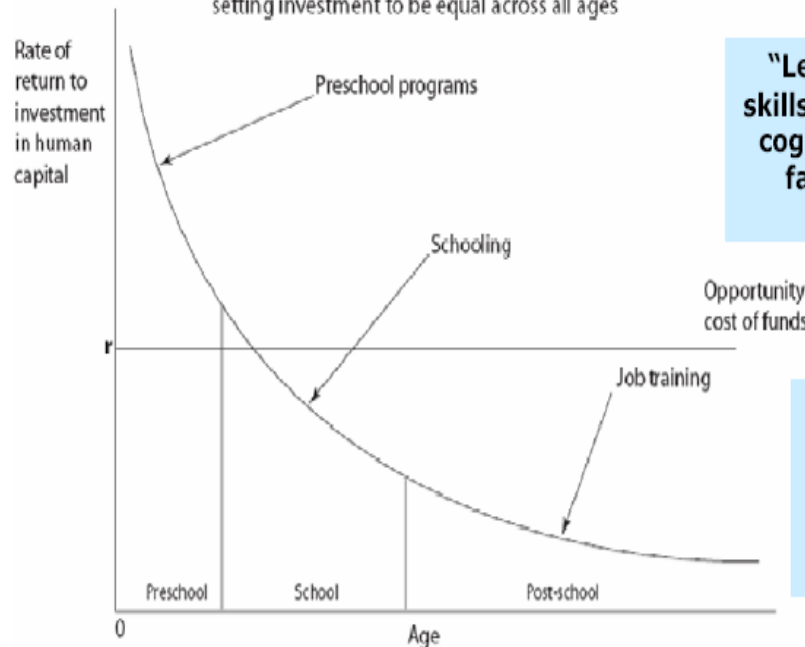 setting investment to be equal across all ages
Rate of
return to
investment
in human
capital
Preschool programs
"Le
skills
cog
fa
Schooling
Opportunity
cost of funds
r
Job training
Preschool
School
Post-school
0
Age